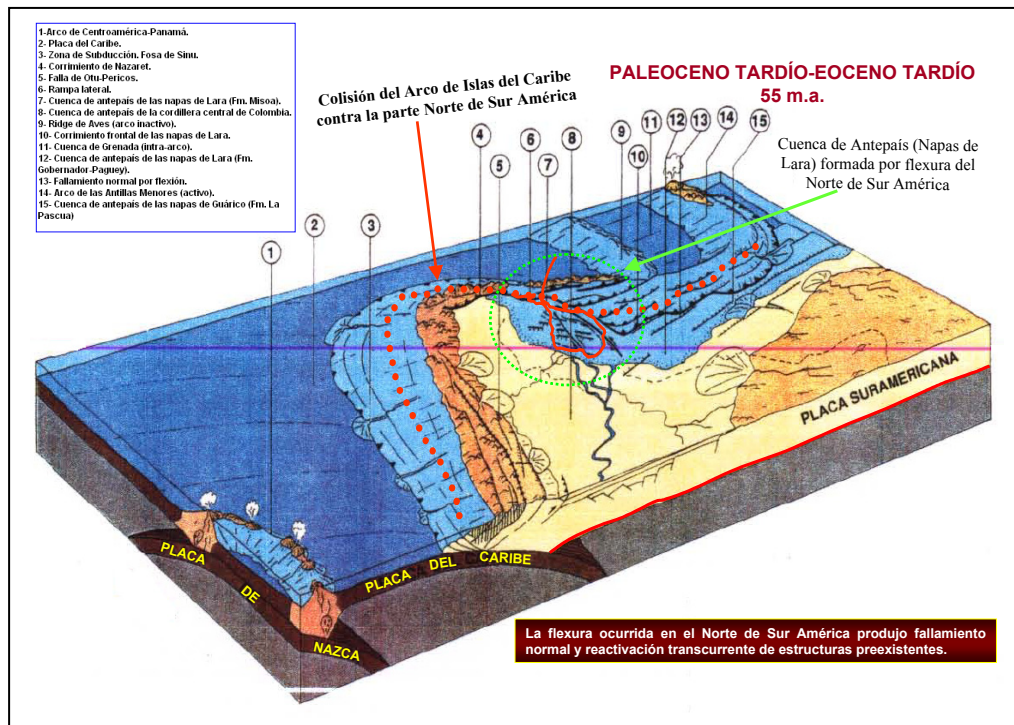 1-Arco de Centroamérica-Panamá.
2- Placa del Caribe.
3- Zona de Subducción. Fosa de Sinu.
4- Corrimiento de Nazaret.
5- Falla de Otu-Pericos.
6- Rampa lateral.
7- Cuenca de antepaís de las napas de Lara (Fm. Misoa).
8- Cuenca de antepaís de la cordillera central de Colombia.
9- Ridge de Aves (arco inactivo).
10- Corrimiento frontal de las napas de Lara.
11- Cuenca de Grenada (intra-arco).
12- Cuenca de antepaís de las napas de Lara (Fm.
Gobernador-Paguey).
13- Fallamiento normal por flexión.
14- Arco de las Antillas Menores (activo).
15- Cuenca de antepaís de las napas de Guárico (Fm. La
Pascua)
PALEOCENO TARDÍO-EOCENO TARDÍO
55 m.a.
Colisión del Arco de Islas del Caribe
contra la parte Norte de Sur América
Cuenca de Antepaís (Napas de
Lara) formada por flexura del
Norte de Sur América
1
2
3
4
5
6
7
8
9
10
11
12
13
14
15
PLACA SURAMERICANA
PLACA DEL CARIBE
PLACA
DE
NAZCA
La flexura ocurrida en el Norte de Sur América produjo fallamiento
normal y reactivación transcurrente de estructuras preexistentes.